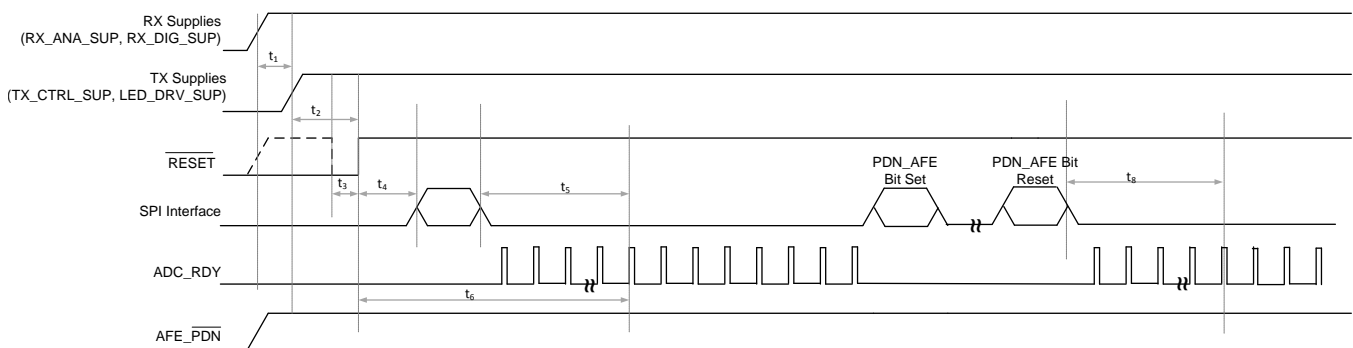 RX Supplies
(RX_ANA_SUP, RX_DIG_SUP)
t1
TX Supplies
(TX_CTRL_SUP, LED_DRV_SUP)
t2
RESET
PDN_AFE
Bit Set
PDN_AFE Bit
Reset
t3
t4
t5
t8
SPI Interface
ADC_RDY
t6
AFE_PDN